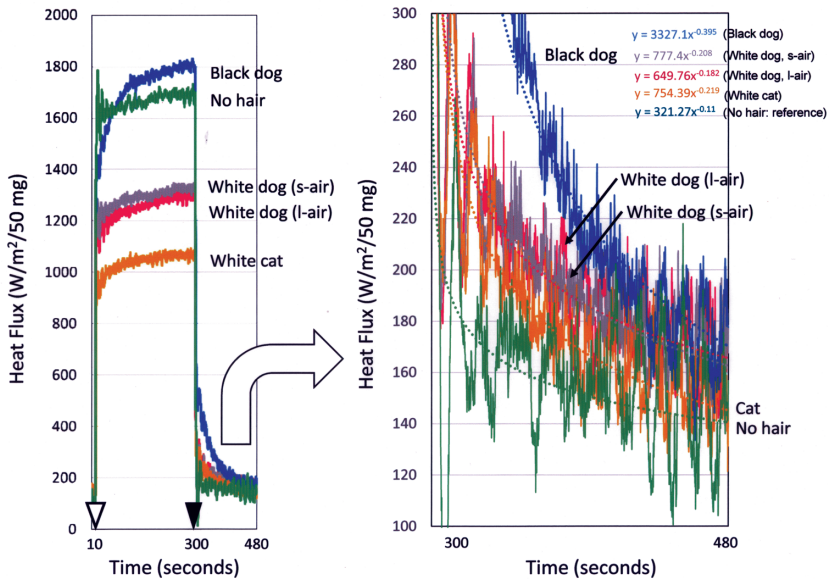 2000
1800
1600
1400
1200
1000
800
600
400
200
0
10
300
480
Time (seconds)
Heat Flux (W/m²/50 mg)
Black dog
No hair
White dog (s-air)
White dog (l-air)
White cat
300
280
260
240
220
200
180
160
140
120
100
300
480
Time (seconds)
Heat Flux (W/m²/50 mg)
Black dog
y = 3327.1x⁻⁰·³⁹⁵ (Black dog)
y = 777.4x⁻⁰·²⁰⁸ (White dog, s-air)
y = 649.76x⁻⁰·¹⁸² (White dog, l-air)
y = 754.39x⁻⁰·²¹⁹ (White cat)
y = 321.27x⁻⁰·¹¹ (No hair: reference)
White dog (l-air)
White dog (s-air)
Cat
No hair